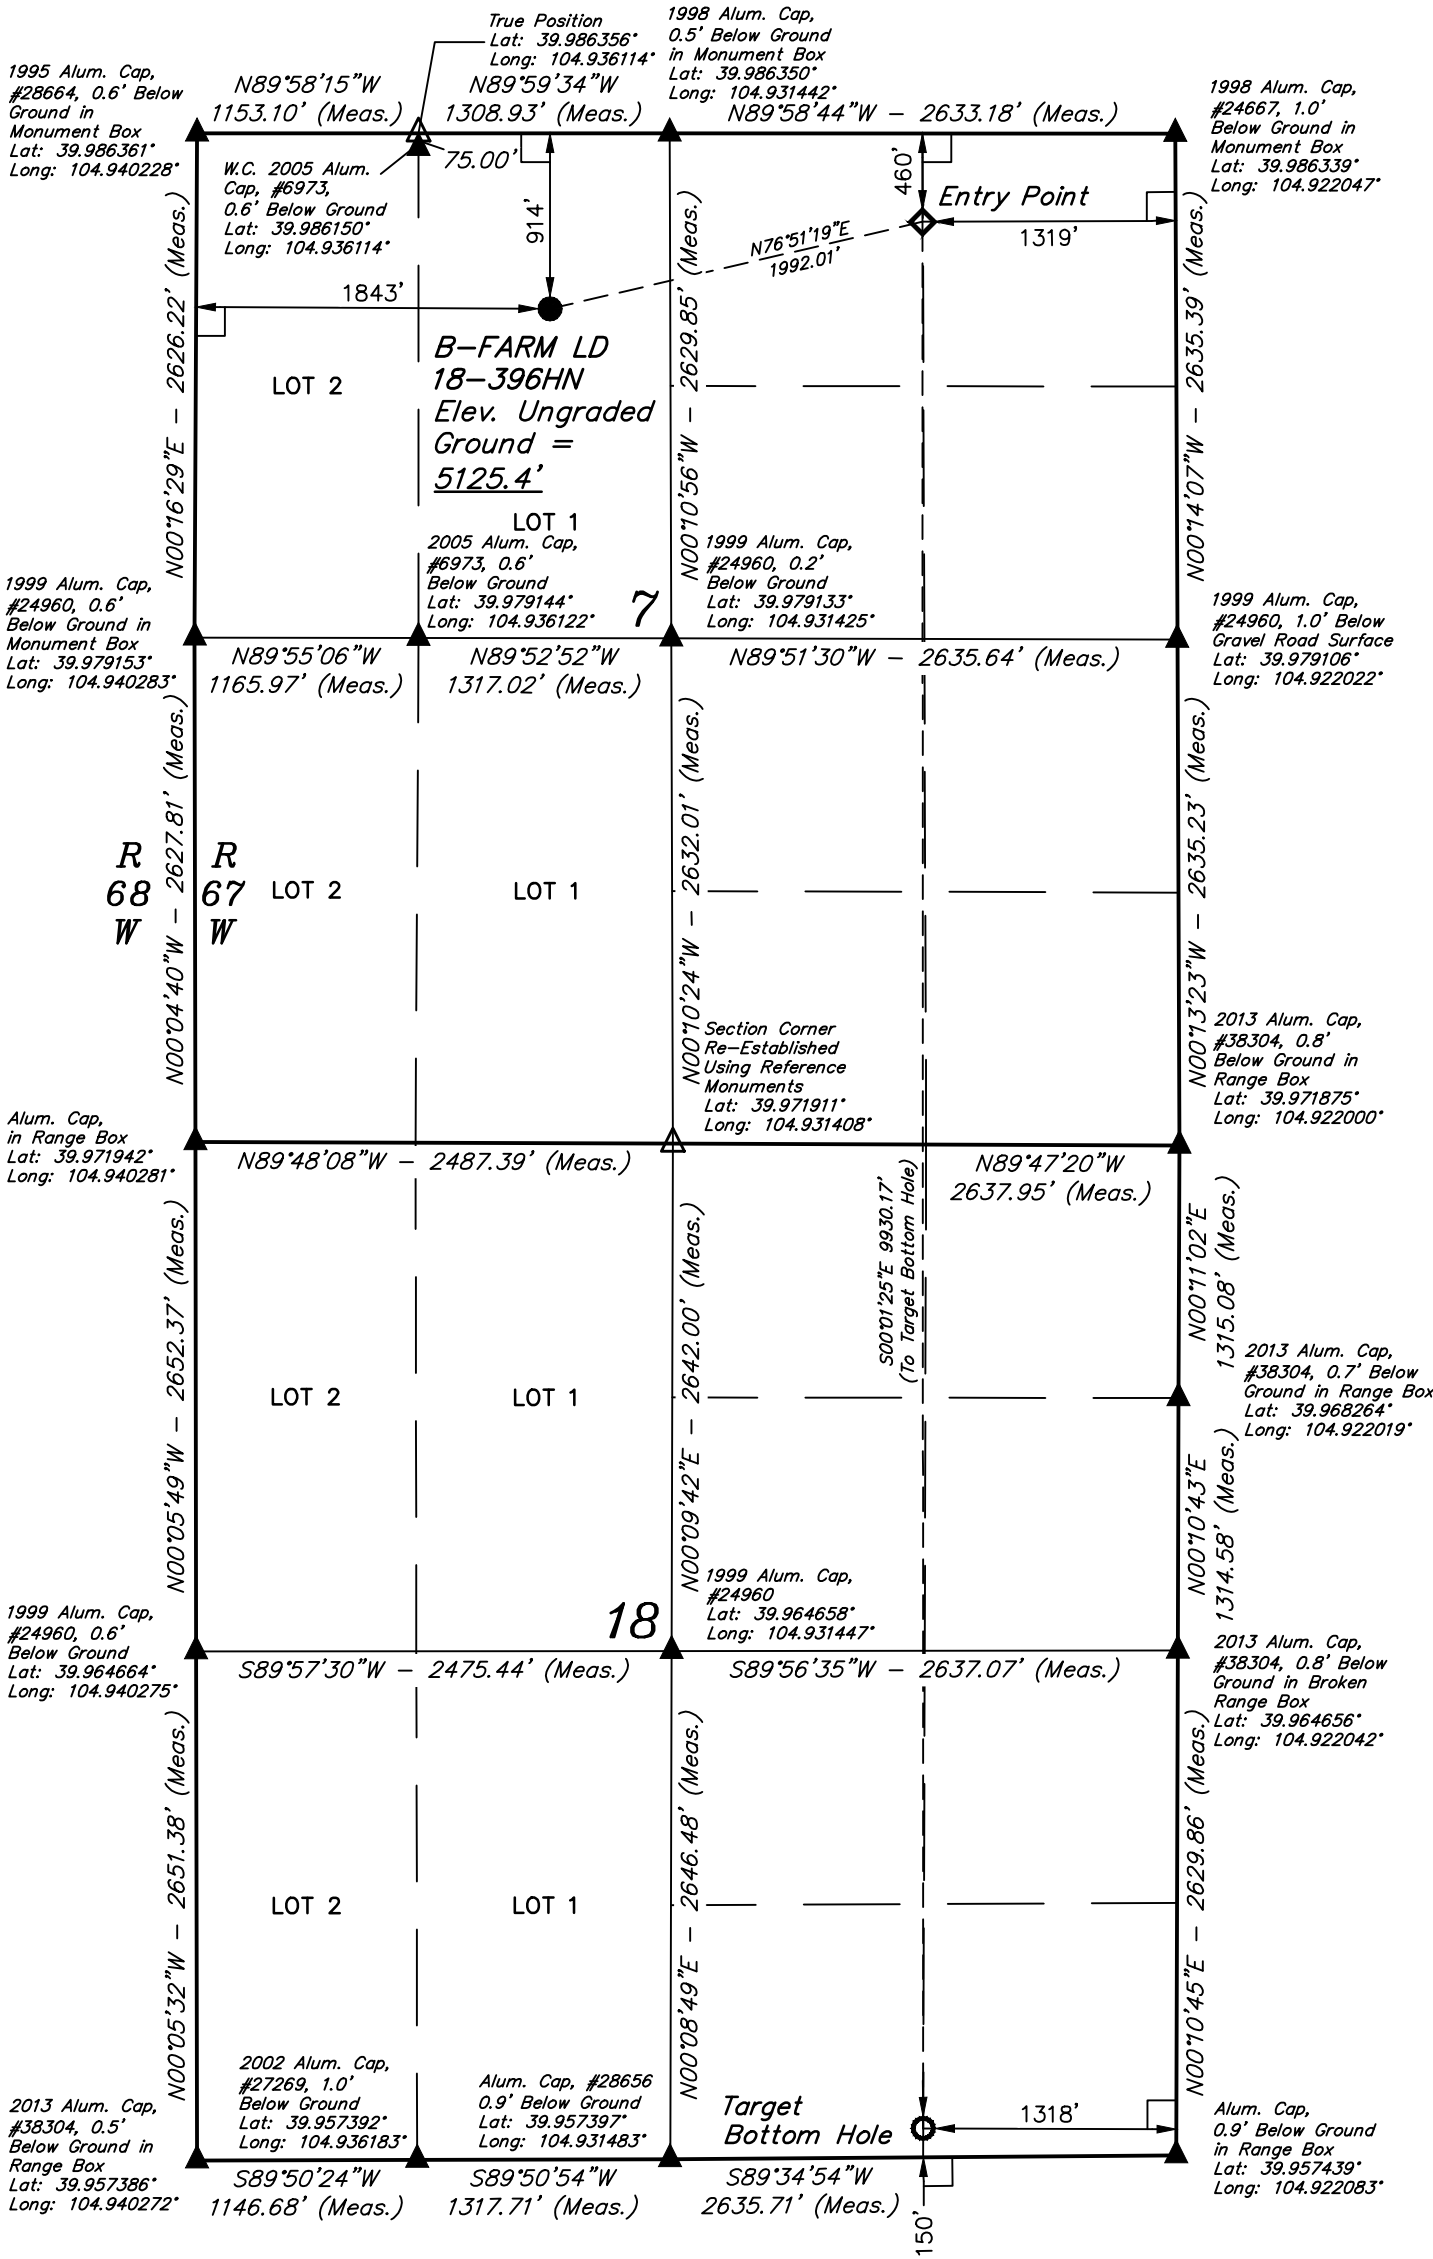 True Position
Lat: 39.986356°
Long: 104.936114°
1998 Alum. Cap,
0.5' Below Ground
in Monument Box
Lat: 39.986350°
Long: 104.931442°
1995 Alum. Cap,
#28664, 0.6' Below
Ground in
Monument Box
Lat: 39.986361°
Long: 104.940228°
N89°58'15"W
1153.10' (Meas.)
N89°59'34"W
1308.93' (Meas.)
N89°58'44"W – 2633.18' (Meas.)
1998 Alum. Cap,
#24667, 1.0'
Below Ground in
Monument Box
Lat: 39.986339°
Long: 104.922047°
W.C. 2005 Alum.
Cap, #6973,
0.6' Below Ground
Lat: 39.986150°
Long: 104.936114°
75.00'
914'
460'
Entry Point
1319'
N76°51'19"E
1992.01'
1843'
B–FARM LD
18–396HN
Elev. Ungraded
Ground =
5125.4'
LOT 2
LOT 1
N00°16'29"E – 2626.22' (Meas.)
N00°10'56"W – 2629.85' (Meas.)
N00°14'07"W – 2635.39' (Meas.)
1999 Alum. Cap,
#24960, 0.6'
Below Ground in
Monument Box
Lat: 39.979153°
Long: 104.940283°
2005 Alum. Cap,
#6973, 0.6'
Below Ground
Lat: 39.979144°
Long: 104.936122°
7
1999 Alum. Cap,
#24960, 0.2'
Below Ground
Lat: 39.979133°
Long: 104.931425°
1999 Alum. Cap,
#24960, 1.0' Below
Gravel Road Surface
Lat: 39.979106°
Long: 104.922022°
N89°55'06"W
1165.97' (Meas.)
N89°52'52"W
1317.02' (Meas.)
N89°51'30"W – 2635.64' (Meas.)
N00°04'40"W – 2627.81' (Meas.)
N00°10'24"W – 2632.01' (Meas.)
N00°13'23"W – 2635.23' (Meas.)
R
68
W
R
67
W
LOT 2
LOT 1
Section Corner
Re–Established
Using Reference
Monuments
Lat: 39.971911°
Long: 104.931408°
2013 Alum. Cap,
#38304, 0.8'
Below Ground in
Range Box
Lat: 39.971875°
Long: 104.922000°
Alum. Cap,
in Range Box
Lat: 39.971942°
Long: 104.940281°
N89°48'08"W – 2487.39' (Meas.)
N89°47'20"W
2637.95' (Meas.)
S00°01'25"E 9930.17'
(To Target Bottom Hole)
N00°05'49"W – 2652.37' (Meas.)
N00°09'42"E – 2642.00' (Meas.)
N00°11'02"E
1315.08' (Meas.)
2013 Alum. Cap,
#38304, 0.7' Below
Ground in Range Box
Lat: 39.968264°
Long: 104.922019°
LOT 2
LOT 1
N00°10'43"E
1314.58' (Meas.)
1999 Alum. Cap,
#24960, 0.6'
Below Ground
Lat: 39.964664°
Long: 104.940275°
18
1999 Alum. Cap,
#24960
Lat: 39.964658°
Long: 104.931447°
2013 Alum. Cap,
#38304, 0.8' Below
Ground in Broken
Range Box
Lat: 39.964656°
Long: 104.922042°
S89°57'30"W – 2475.44' (Meas.)
S89°56'35"W – 2637.07' (Meas.)
N00°05'32"W – 2651.38' (Meas.)
N00°08'49"E – 2646.48' (Meas.)
N00°10'45"E – 2629.86' (Meas.)
LOT 2
LOT 1
2013 Alum. Cap,
#38304, 0.5'
Below Ground in
Range Box
Lat: 39.957386°
Long: 104.940272°
2002 Alum. Cap,
#27269, 1.0'
Below Ground
Lat: 39.957392°
Long: 104.936183°
Alum. Cap, #28656
0.9' Below Ground
Lat: 39.957397°
Long: 104.931483°
Target
Bottom Hole
1318'
Alum. Cap,
0.9' Below Ground
in Range Box
Lat: 39.957439°
Long: 104.922083°
S89°50'24"W
1146.68' (Meas.)
S89°50'54"W
1317.71' (Meas.)
S89°34'54"W
2635.71' (Meas.)
150'